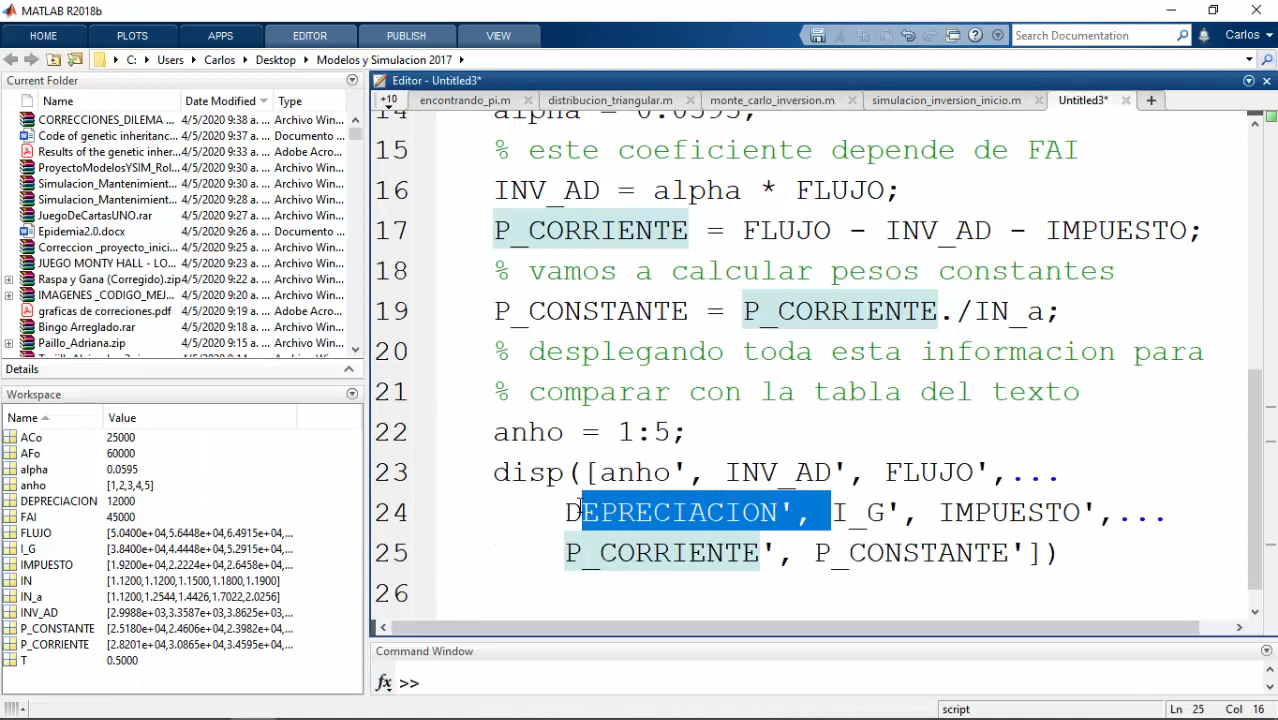 MATLAB R2018b
HOME PLOTS APPS EDITOR PUBLISH VIEW Search Documentation Carlos
C: Users Carlos Desktop Modelos y Simulacion 2017
Current Folder
Name Date Modified Type
CORRECCIONES_DILEMA ... 4/5/2020 9:38 a. ... Archivo Win...
Code of genetic inheritanc... 4/5/2020 9:37 a. ... Documento ...
Results of the genetic inher... 4/5/2020 9:33 a. ... Adobe Acro...
ProyectoModelosYSIM_Rol... 4/5/2020 9:30 a. ... Archivo Win...
Simulacion_Mantenimient... 4/5/2020 9:29 a. ... Archivo Win...
Simulacion_Mantenimient... 4/5/2020 9:28 a. ... Archivo Win...
JuegoDeCartasUNO.rar 4/5/2020 9:26 a. ... Archivo Win...
Epidemia2.0.docx 4/5/2020 9:26 a. ... Documento ...
Correccion _proyecto_inici... 4/5/2020 9:23 a. ... Archivo Win...
JUEGO MONTY HALL - LO... 4/5/2020 9:23 a. ... Archivo Win...
Raspa y Gana (Corregido).zip 4/5/2020 9:23 a. ... Archivo Win...
IMAGENES _CODIGO_MEJ... 4/5/2020 9:22 a. ... Archivo Win...
graficas de correciones.pdf 4/5/2020 9:21 a. ... Adobe Acro...
Bingo Arreglado.rar 4/5/2020 9:20 a. ... Archivo Win...
Paillo_Adriana.zip 4/5/2020 9:20 a. ... Archivo Win...
Details
Workspace
Name Value
ACo 25000
AFo 60000
alpha 0.0595
anho [1,2,3,4,5]
DEPRECIACION 12000
FAI 45000
FLUJO [5.0400e+04,5.6448e+04,6.4915e+04,...
I_G [3.8400e+04,4.4448e+04,5.2915e+04,...
IMPUESTO [1.9200e+04,2.2224e+04,2.6458e+04,...
IN [1.1200,1.1200,1.1500,1.1800,1.1900]
IN_a [1.1200,1.2544,1.4426,1.7022,2.0256]
INV_AD [2.9988e+03,3.3587e+03,3.8625e+03,...
P_CONSTANTE [2.5180e+04,2.4606e+04,2.3982e+04,...
P_CORRIENTE [2.8201e+04,3.0865e+04,3.4595e+04,...
T 0.5000
Editor - Untitled3*
+10 encontrando_pi.m distribucion_triangular.m monte_carlo_inversion.m simulacion_inversion_inicio.m Untitled3*
14 alpha = 0.0595;
15 % este coeficiente depende de FAI
16 INV_AD = alpha * FLUJO;
17 P_CORRIENTE = FLUJO - INV_AD - IMPUESTO;
18 % vamos a calcular pesos constantes
19 P_CONSTANTE = P_CORRIENTE./IN_a;
20 % desplegando toda esta informacion para
21 % comparar con la tabla del texto
22 anho = 1:5;
23 disp([anho', INV_AD', FLUJO',...
24 DEPRECIACION', I_G', IMPUESTO',...
25 P_CORRIENTE', P_CONSTANTE'])
26
Command Window
fx >>
script Ln 25 Col 16